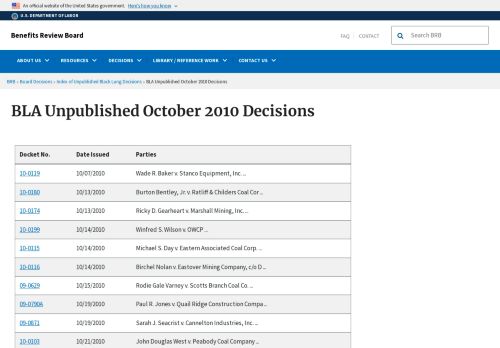 An official website of the United States government. Here's how you know
U.S. DEPARTMENT OF LABOR
Benefits Review Board
FAQ CONTACT
Search BRB
ABOUT US RESOURCES DECISIONS LIBRARY / REFERENCE WORK CONTACT US
BRB › Board Decisions › Index of Unpublished Black Lung Decisions › BLA Unpublished October 2010 Decisions
BLA Unpublished October 2010 Decisions
Docket No. Date Issued Parties
10-0119 10/07/2010 Wade R. Baker v. Stanco Equipment, Inc. ...
10-0180 10/13/2010 Burton Bentley, Jr. v. Ratliff & Childers Coal Cor ...
10-0174 10/13/2010 Ricky D. Gearheart v. Marshall Mining, Inc. ...
10-0199 10/14/2010 Winfred S. Wilson v. OWCP ...
10-0115 10/14/2010 Michael S. Day v. Eastern Associated Coal Corp. ...
10-0116 10/14/2010 Birchel Nolan v. Eastover Mining Company, c/o D ...
09-0629 10/15/2010 Rodie Gale Varney v. Scotts Branch Coal Co. ...
09-0790A 10/19/2010 Paul R. Jones v. Quail Ridge Construction Compa ...
09-0871 10/19/2010 Sarah J. Seacrist v. Cannelton Industries, Inc. ...
10-0103 10/21/2010 John Douglas West v. Peabody Coal Company ...